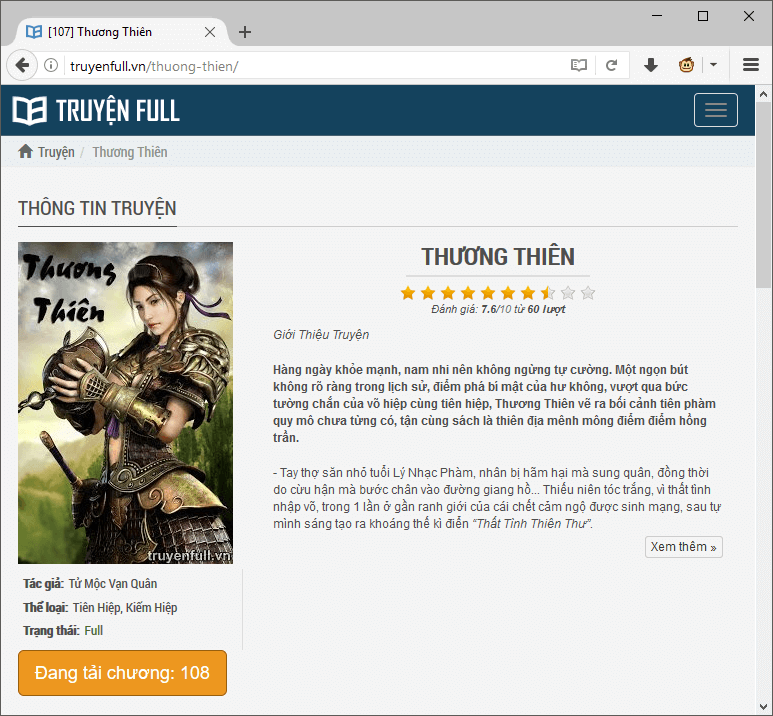 [107] Thương Thiên
truyenfull.vn/thuong-thien/
TRUYỆN FULL
Truyện / Thương Thiên
THÔNG TIN TRUYỆN
Thương
Thiên
truyenfull.vn
Tác giả: Tử Mộc Vạn Quân
Thể loại: Tiên Hiệp, Kiếm Hiệp
Trạng thái: Full
Đang tải chương: 108
THƯƠNG THIÊN
Đánh giá: 7.6/10 từ 60 lượt
Giới Thiệu Truyện
Hàng ngày khỏe mạnh, nam nhi nên không ngừng tự cường. Một ngọn bút
không rõ ràng trong lịch sử, điểm phá bí mật của hư không, vượt qua bức
tường chắn của võ hiệp cùng tiên hiệp, Thương Thiên vẽ ra bối cảnh tiên phàm
quy mô chưa từng có, tận cùng sách là thiên địa mênh mông điểm điểm hồng
trần.
- Tay thợ săn nhỏ tuổi Lý Nhạc Phàm, nhân bị hãm hại mà sung quân, đồng thời
do cừu hận mà bước chân vào đường giang hồ... Thiếu niên tóc trắng, vì thất tình
nhập võ, trong 1 lần ở gần ranh giới của cái chết cảm ngộ được sinh mạng, sau tự
mình sáng tạo ra khoáng thế kì điển “Thất Tình Thiên Thư”.
Xem thêm »